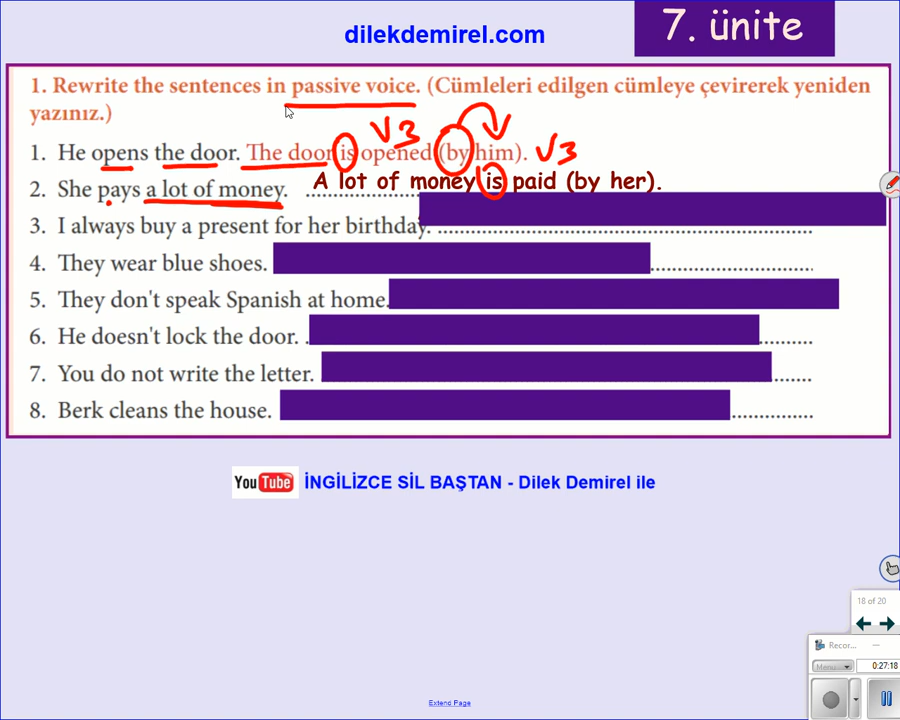 7. ünite
dilekdemirel.com
1. Rewrite the sentences in passive voice. (Cümleleri edilgen cümleye çevirerek yeniden
yazınız.)
V3
1. He opens the door. The door is opened (by him). V3
2. She pays a lot of money. ..................... A lot of money is paid (by her).
3. I always buy a present for her birthday. ......................................................................
4. They wear blue shoes. ..............................
5. They don't speak Spanish at home.
6. He doesn't lock the door. ...........
7. You do not write the letter. .......
8. Berk cleans the house. ...............
You Tube İNGİLİZCE SİL BAŞTAN - Dilek Demirel ile
18 of 20
Recor...
Menu 0:27:18
Extend Page